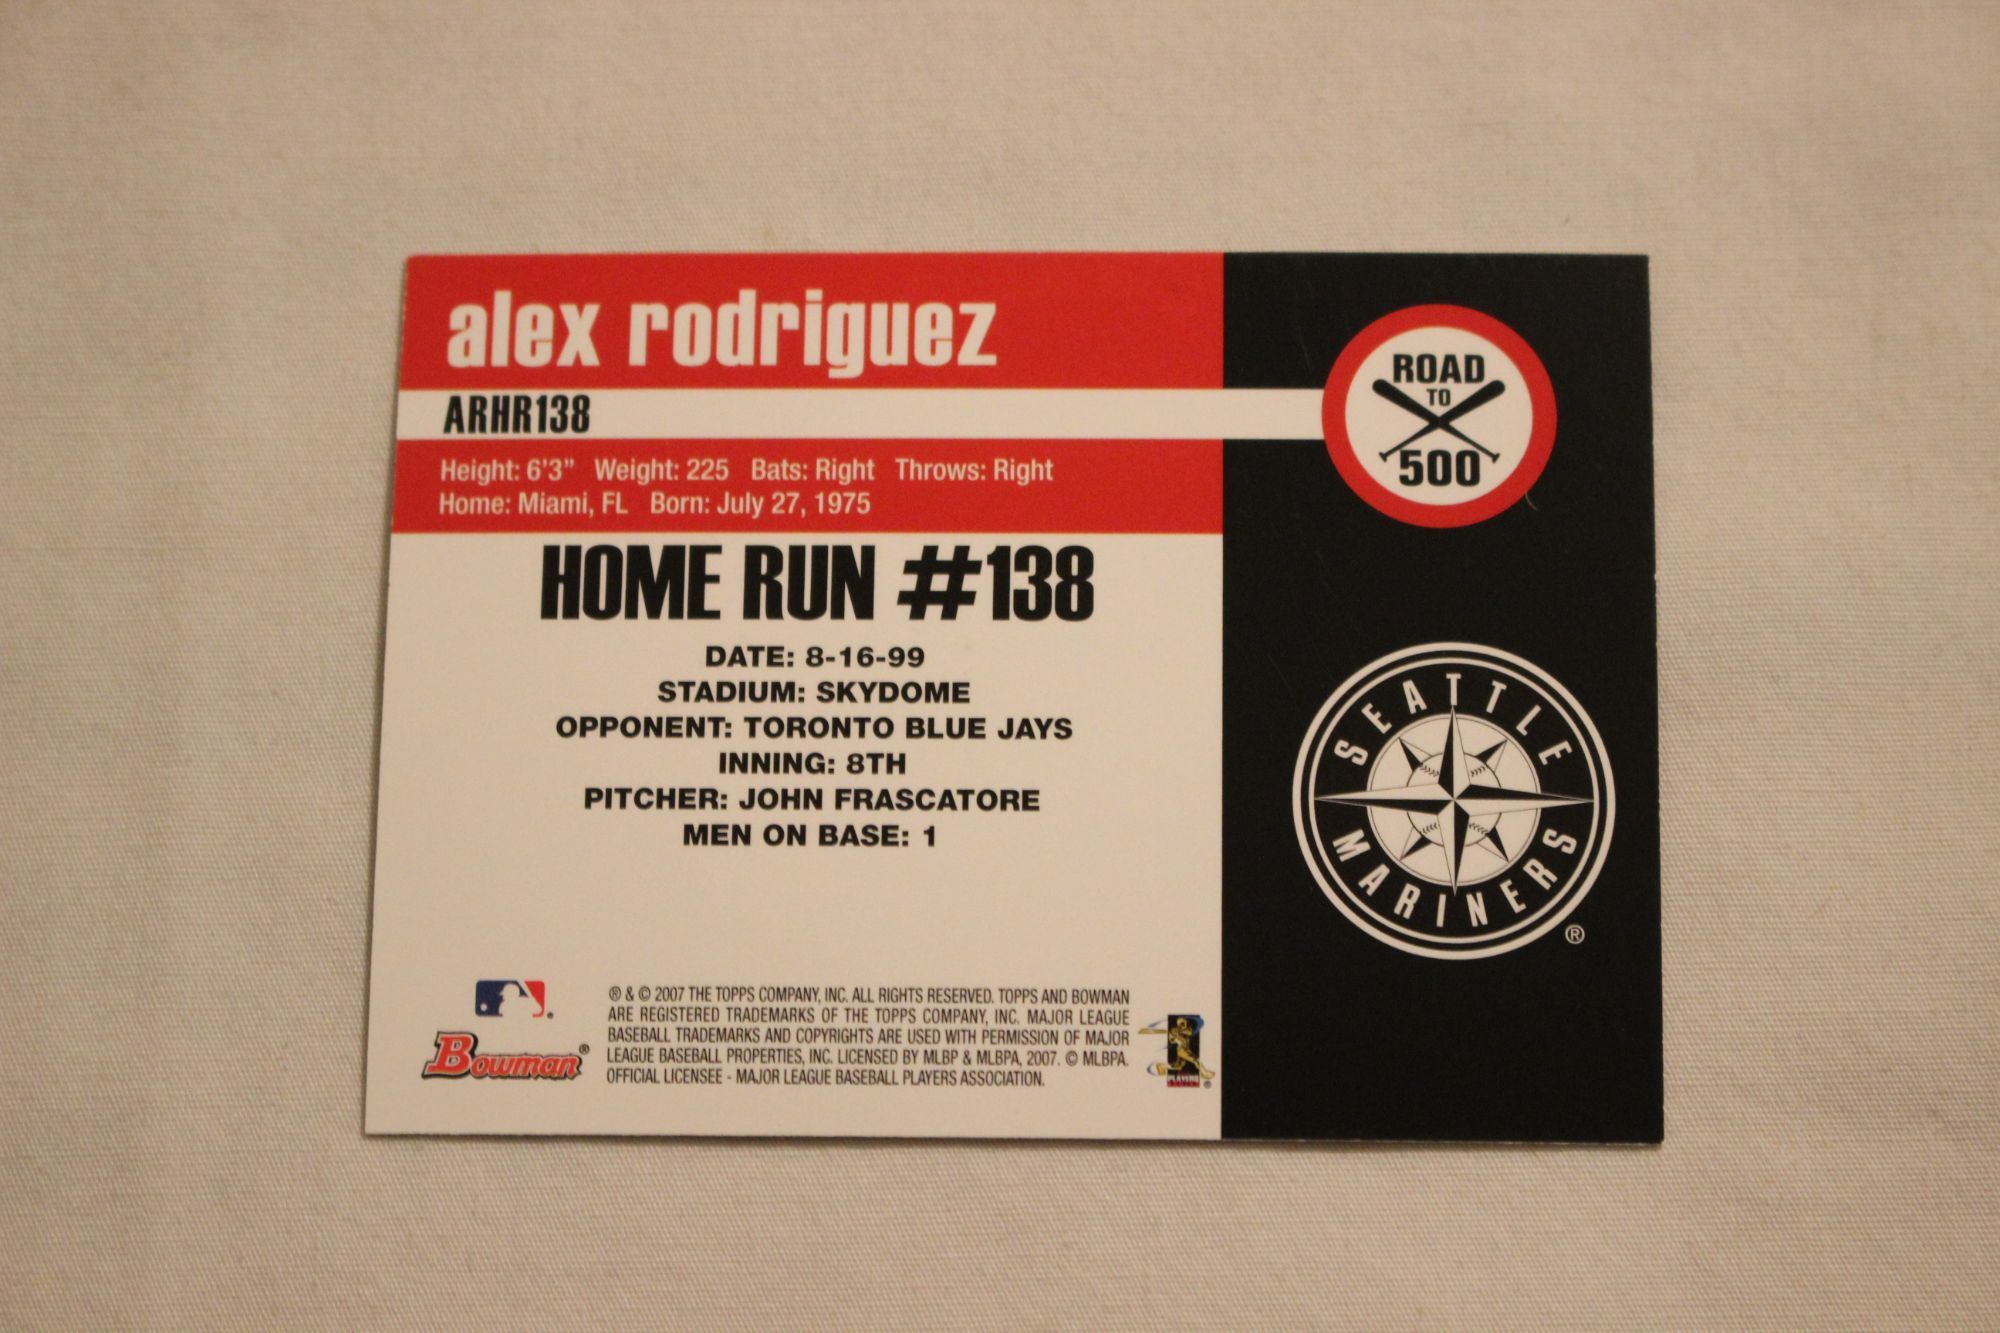 alex rodriguez
ARHR138
Height: 6'3" Weight: 225 Bats: Right Throws: Right
Home: Miami, FL Born: July 27, 1975
ROAD
TO
500
HOME RUN #138
DATE: 8-16-99
STADIUM: SKYDOME
OPPONENT: TORONTO BLUE JAYS
INNING: 8TH
PITCHER: JOHN FRASCATORE
MEN ON BASE: 1
SEATTLE
MARINERS
®
Bowman®
® & © 2007 THE TOPPS COMPANY, INC. ALL RIGHTS RESERVED. TOPPS AND BOWMAN
ARE REGISTERED TRADEMARKS OF THE TOPPS COMPANY, INC. MAJOR LEAGUE
BASEBALL TRADEMARKS AND COPYRIGHTS ARE USED WITH PERMISSION OF MAJOR
LEAGUE BASEBALL PROPERTIES, INC. LICENSED BY MLBP & MLBPA, 2007. © MLBPA.
OFFICIAL LICENSEE - MAJOR LEAGUE BASEBALL PLAYERS ASSOCIATION.
PLAYERS